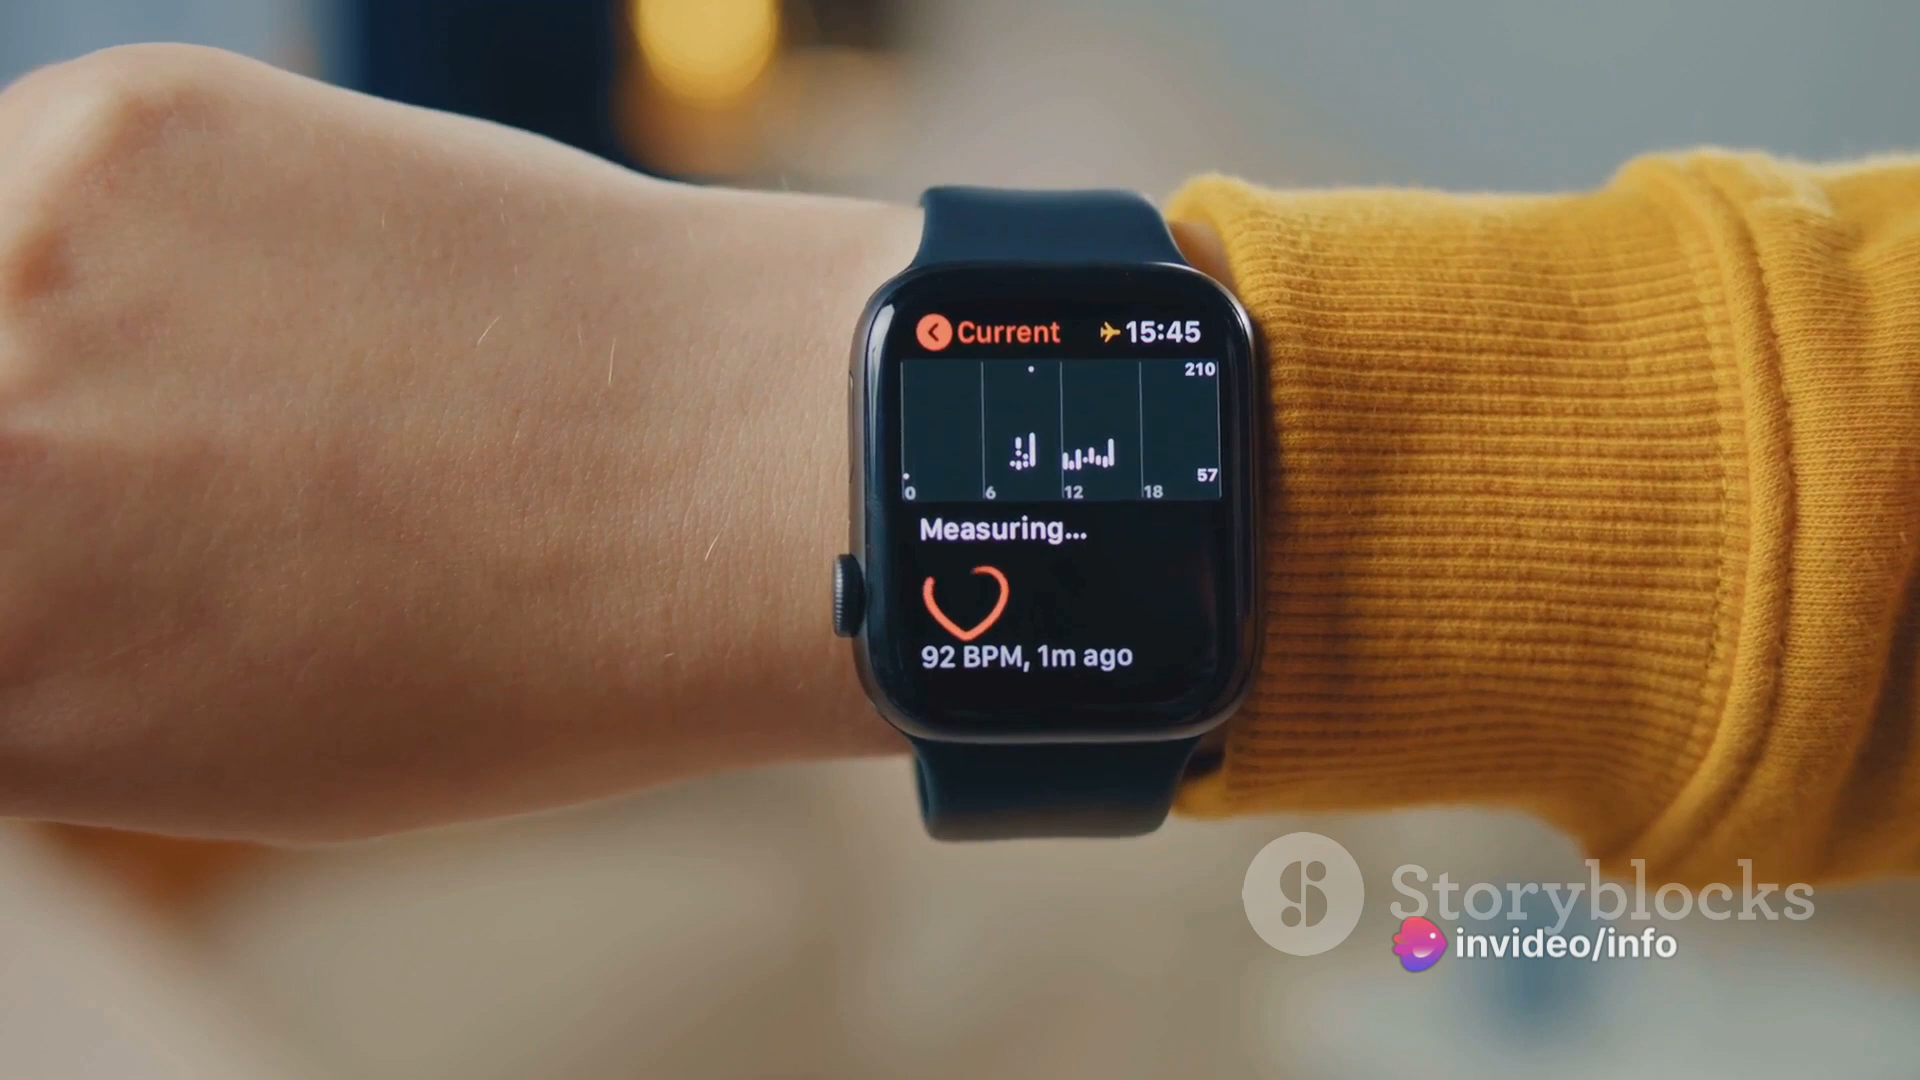 Current 15:45
210
57
0 6 12 18
Measuring...
92 BPM, 1m ago
Storyblocks
invideo/info